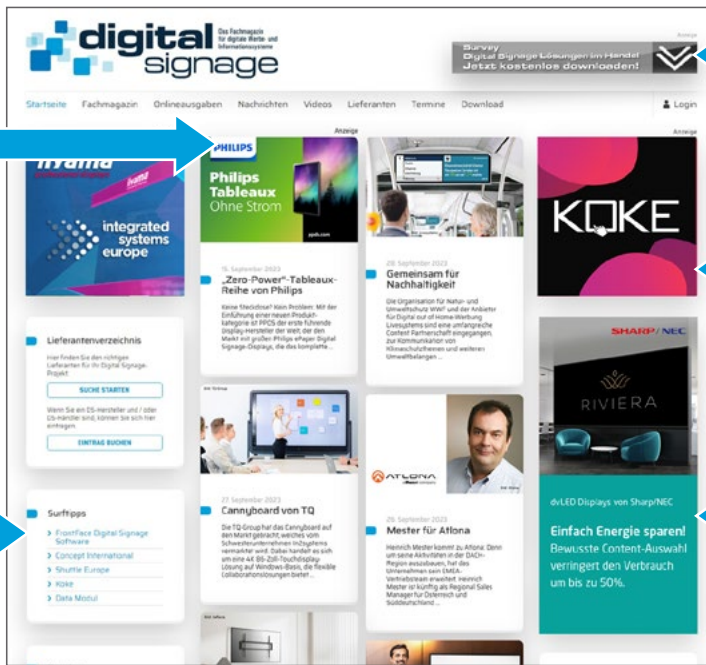 digital
signage
Das Fachmagazin
für digitale Werbe- und
Informationssysteme
Anzeige
Survey
Digital Signage Lösungen im Handel
Jetzt kostenlos downloaden!
Startseite Fachmagazin Onlineausgaben Nachrichten Videos Lieferanten Termine Download Login
iiyama
integrated
systems
europe
Lieferantenverzeichnis
Hier finden Sie den richtigen
Lieferanten für Ihr Digital Signage-
Projekt
SUCHE STARTEN
Wenn Sie ein DS-Hersteller und / oder
DS-Händler sind, können Sie sich hier
eintragen.
EINTRAG BUCHEN
Surftipps
FrontFace Digital Signage
Software
Concept International
Shuttle Europe
Koke
Data Modul
Anzeige
PHILIPS
Philips
Tableaux
Ohne Strom
ppds.com
15. September 2023
„Zero-Power“-Tableaux-
Reihe von Philips
Keine Steckdose? Kein Problem: Mit der
Einführung einer neuen Produkt-
kategorie ist PPDS der erste führende
Display-Hersteller der Welt, der den
Markt mit großen Philips ePaper Digital
Signage-Displays, die das komplette ...
27. September 2023
Cannyboard von TQ
Die TQ-Group hat das Cannyboard auf
den Markt gebracht, welches vom
Schwesterunternehmen In2systems
vermarktet wird. Dabei handelt es sich
um eine 4K 86-Zoll-Touchdisplay-
Lösung auf Windows-Basis, die flexible
Collaborationslösungen bietet ...
28. September 2023
Gemeinsam für
Nachhaltigkeit
Die Organisation für Natur- und
Umweltschutz WWF und der Anbieter
für Digital out of Home-Werbung
Livesystems sind eine umfangreiche
Content Partnerschaft eingegangen,
zur Kommunikation von
Klimaschutzthemen und weiteren
Umweltbelangen ...
ATLONA
26. September 2023
Mester für Atlona
Heinrich Mester kommt zu Atlona: Denn
um seine Aktivitäten in der DACH-
Region auszubauen, hat das
Unternehmen sein EMEA-
Vertriebsteam erweitert. Heinrich
Mester ist künftig als Regional Sales
Manager für Österreich und
Süddeutschland ...
Anzeige
KOKE
SHARP/NEC
RIVIERA
dvLED Displays von Sharp/NEC
Einfach Energie sparen!
Bewusste Content-Auswahl
verringert den Verbrauch
um bis zu 50%.